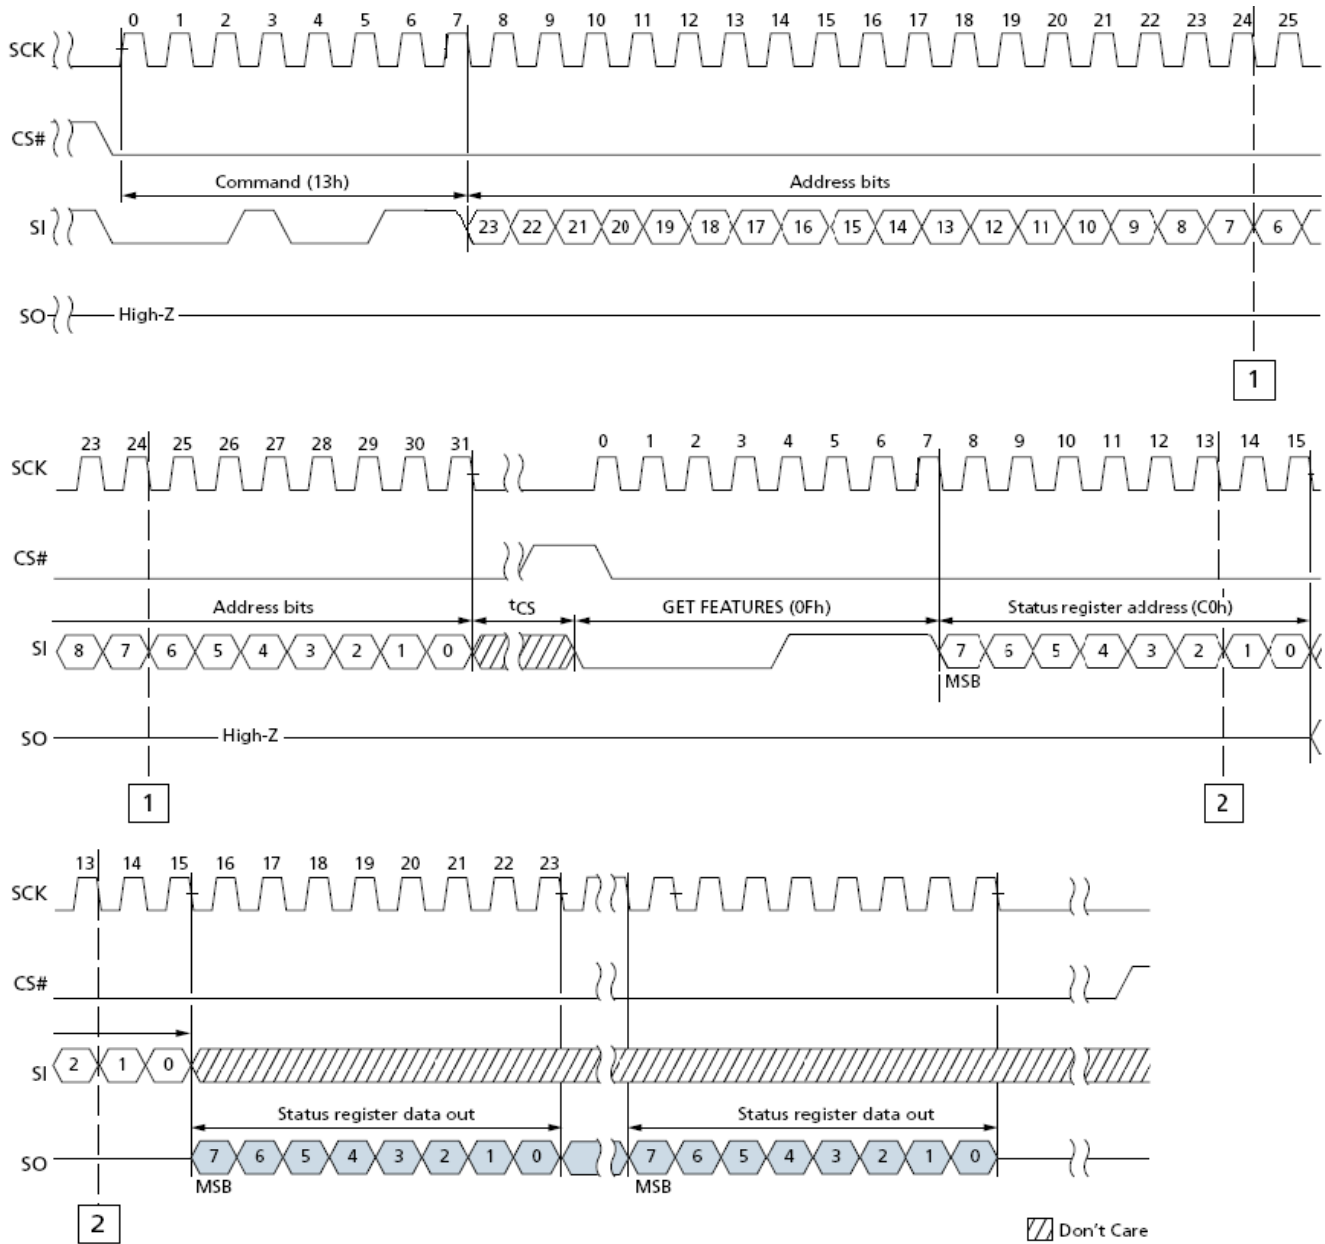 0 1 2 3 4 5 6 7 8 9 10 11 12 13 14 15 16 17 18 19 20 21 22 23 24 25
SCK
CS#
Command (13h) Address bits
SI 23 22 21 20 19 18 17 16 15 14 13 12 11 10 9 8 7 6
SO High-Z
1
23 24 25 26 27 28 29 30 31 0 1 2 3 4 5 6 7 8 9 10 11 12 13 14 15
SCK
CS#
Address bits tCS GET FEATURES (0Fh) Status register address (C0h)
SI 8 7 6 5 4 3 2 1 0 7 6 5 4 3 2 1 0
MSB
SO High-Z
1 2
13 14 15 16 17 18 19 20 21 22 23
SCK
CS#
SI 2 1 0
Status register data out Status register data out
SO 7 6 5 4 3 2 1 0 7 6 5 4 3 2 1 0
MSB MSB
2
Don't Care